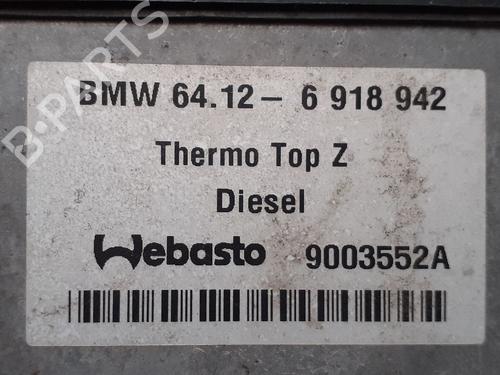 BMW 64.12- 6 918 942
Thermo Top Z
Diesel
Webasto 9003552A
B-PARTS